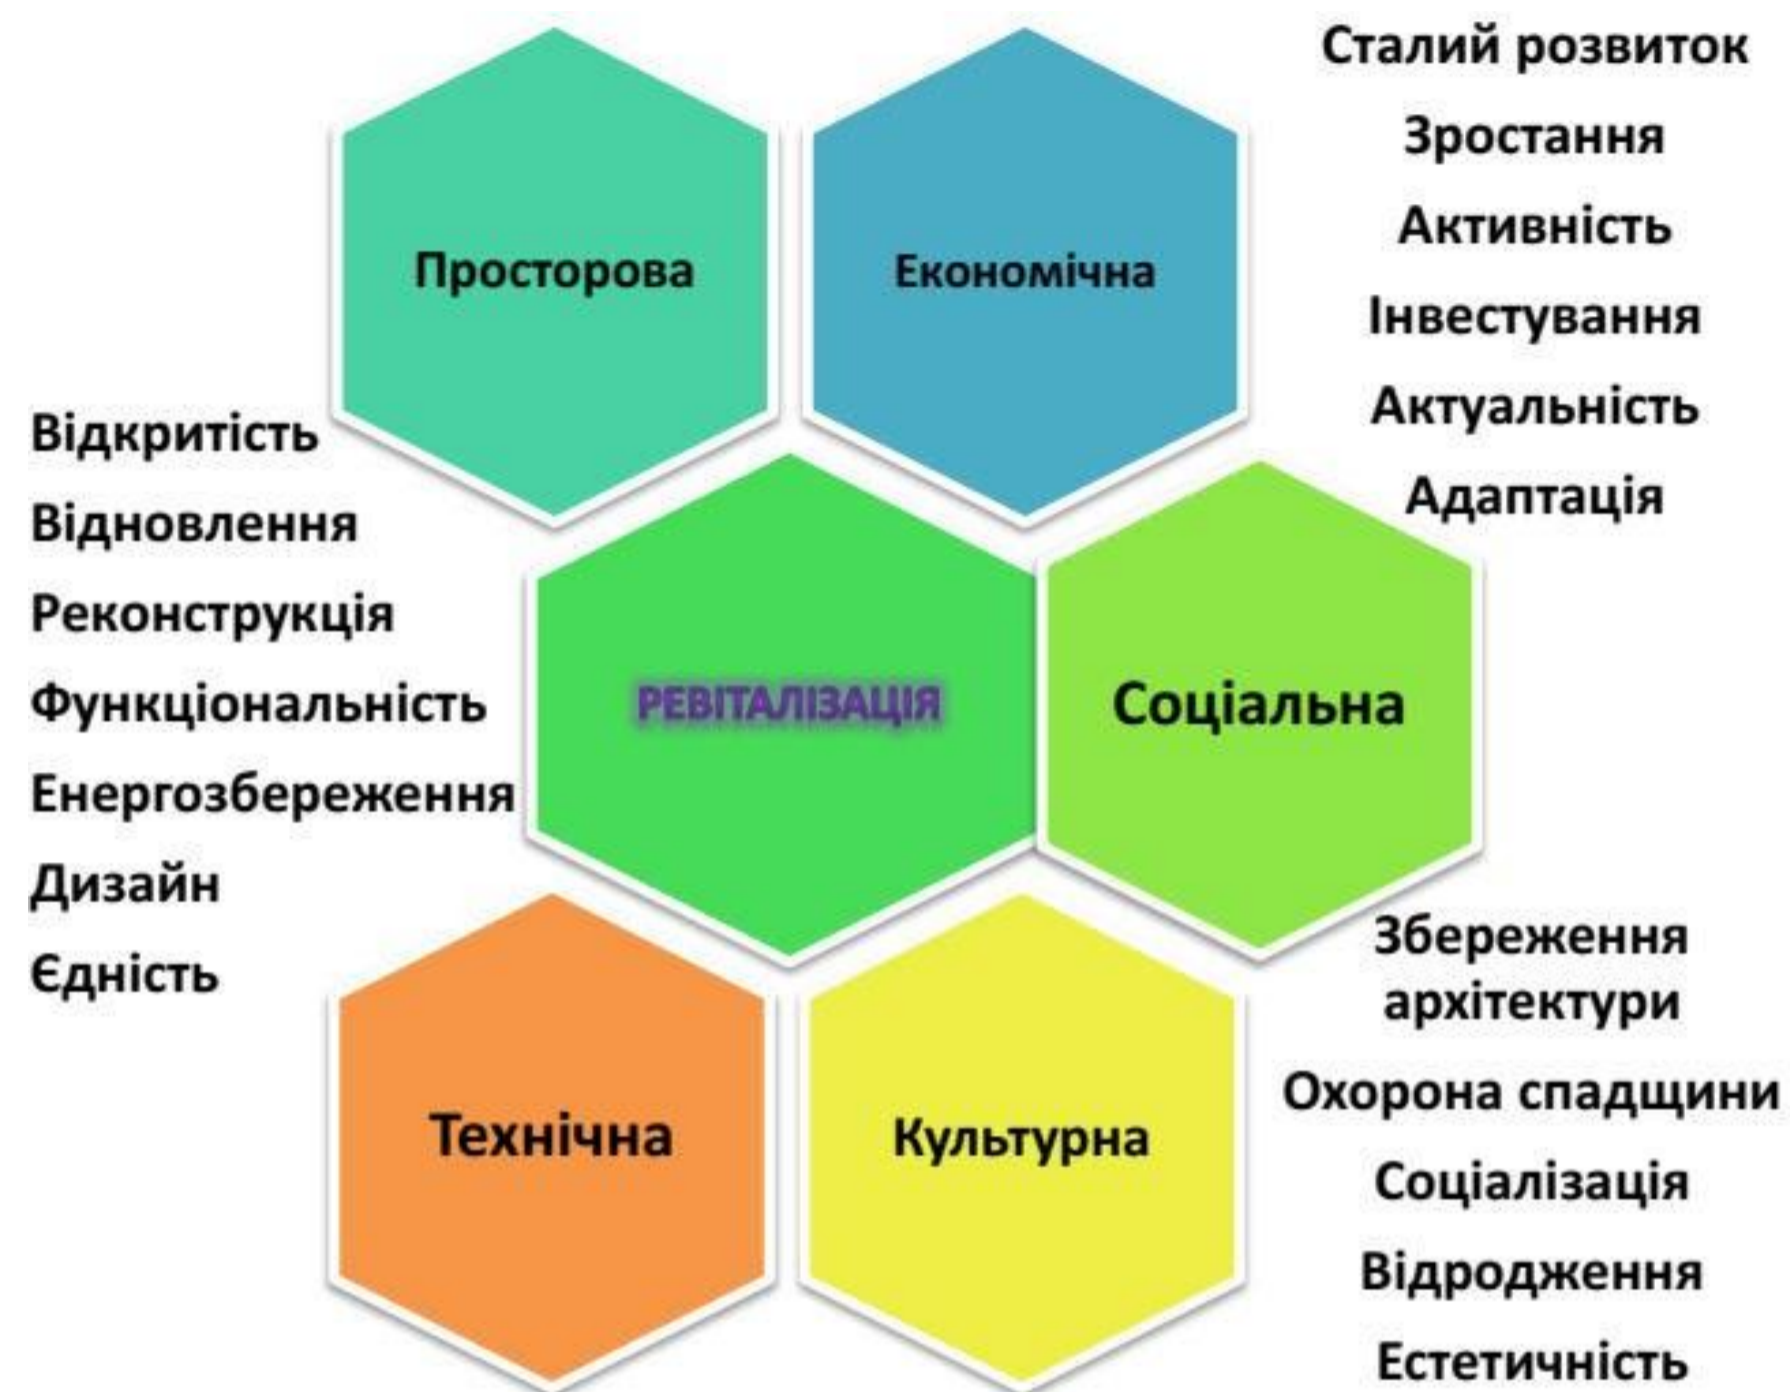 Просторова
Економічна
Сталий розвиток
Зростання
Активність
Інвестування
Актуальність
Адаптація
Відкритість
Відновлення
Реконструкція
Функціональність
Енергозбереження
Дизайн
Єдність
РЕВІТАЛІЗАЦІЯ
Соціальна
Технічна
Культурна
Збереження
архітектури
Охорона спадщини
Соціалізація
Відродження
Естетичність